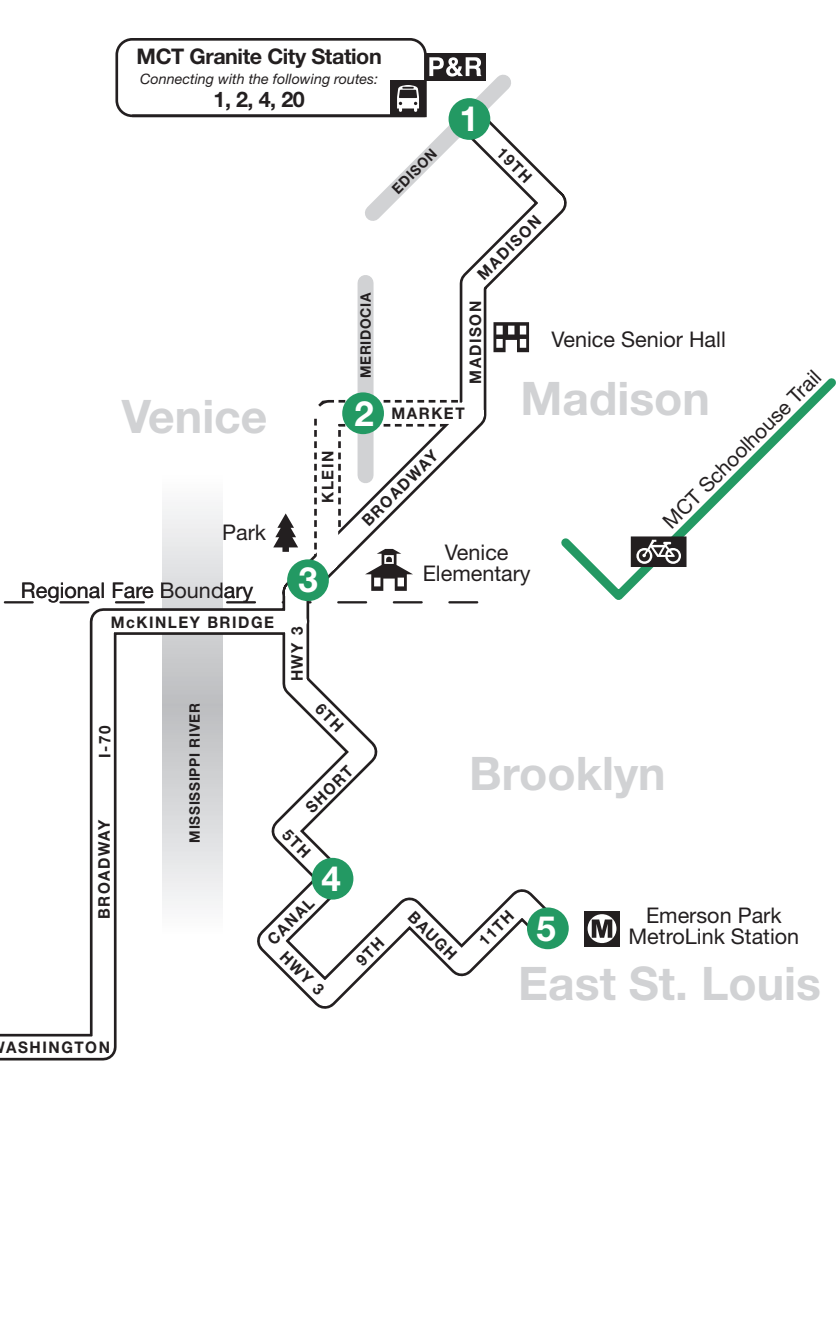 MCT Granite City Station
Connecting with the following routes:
1, 2, 4, 20
P&R
1
EDISON
19TH
MADISON
MERIDOCIA
MADISON
Venice Senior Hall
Venice
2
MARKET
Madison
MCT Schoolhouse Trail
KLEIN
BROADWAY
Park
Venice
Elementary
3
Regional Fare Boundary
McKINLEY BRIDGE
HWY 3
I-70
MISSISSIPPI RIVER
6TH
Brooklyn
SHORT
5TH
BROADWAY
4
CANAL
HWY 3
9TH
BAUGH
11TH
5
M
Emerson Park
MetroLink Station
East St. Louis
WASHINGTON